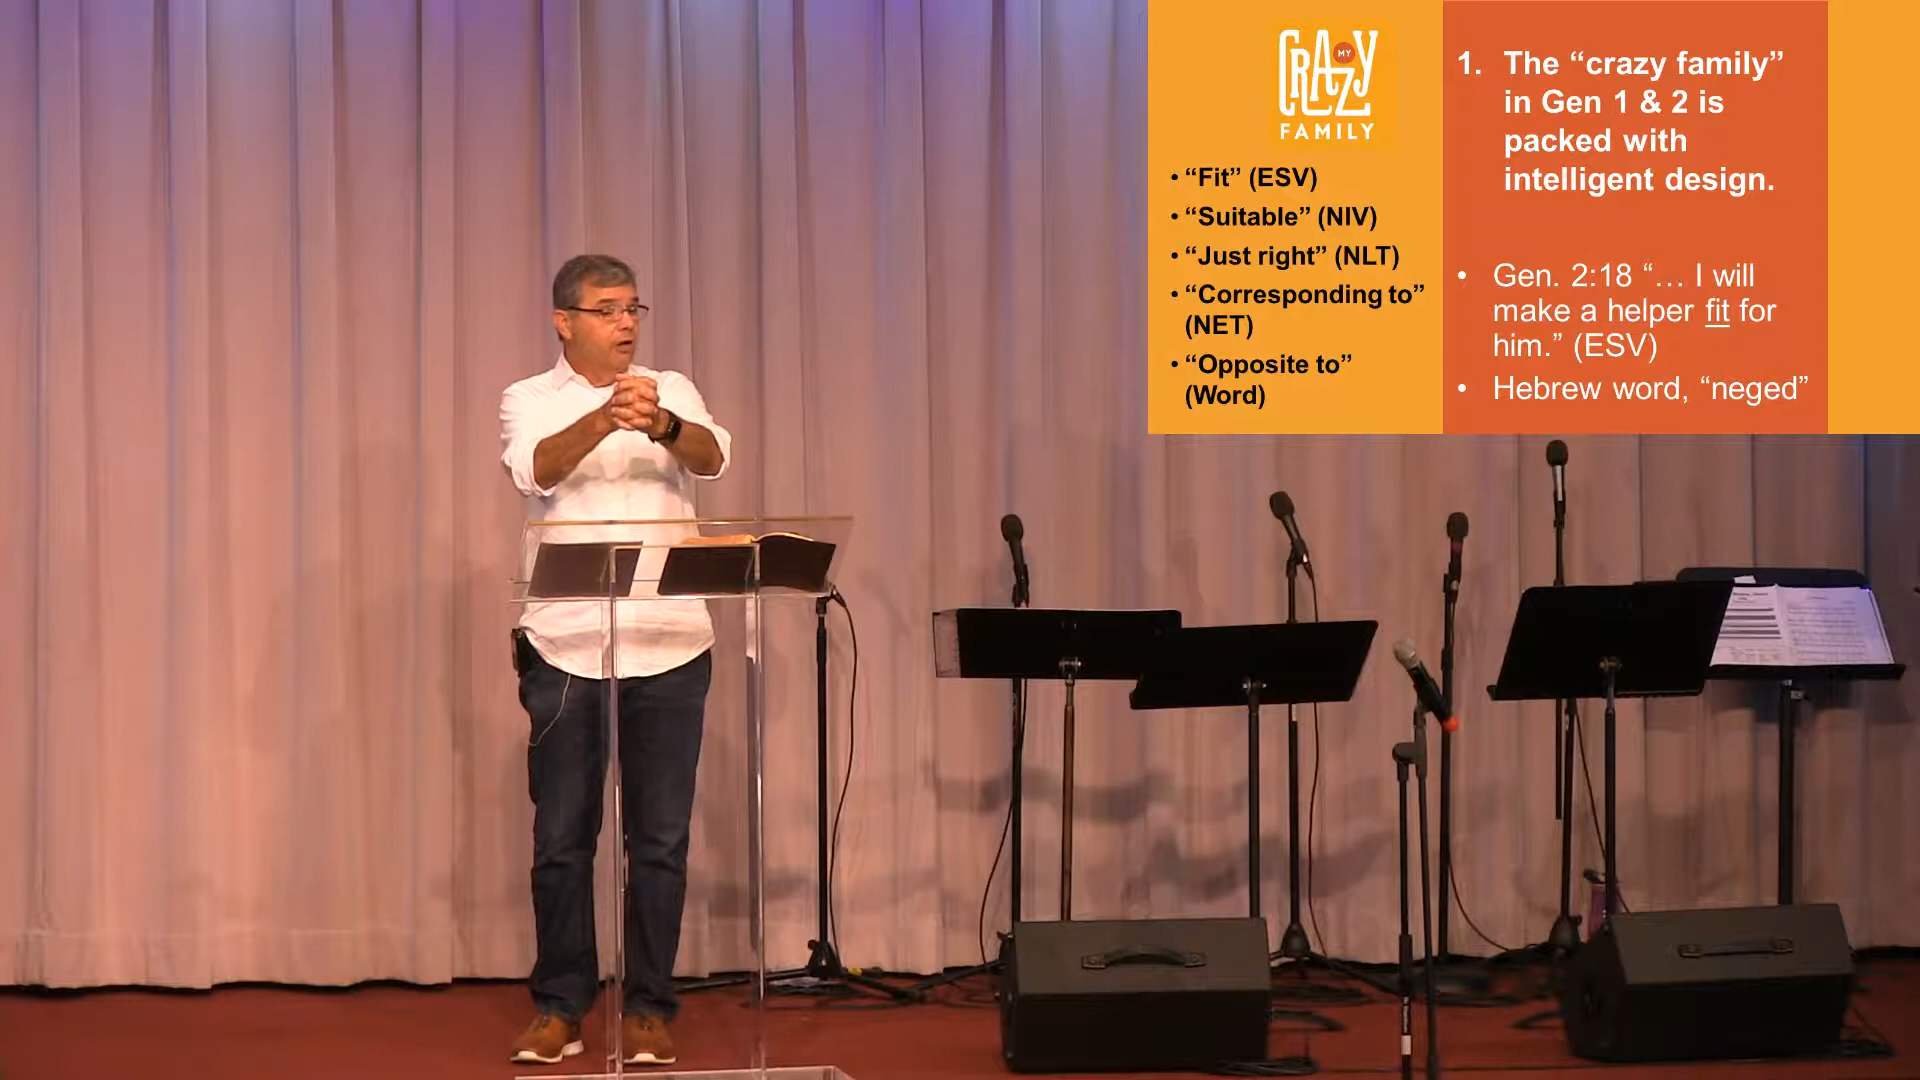 CRAZY
MY
FAMILY
• “Fit” (ESV)
• “Suitable” (NIV)
• “Just right” (NLT)
• “Corresponding to”
(NET)
• “Opposite to”
(Word)
1. The “crazy family”
in Gen 1 & 2 is
packed with
intelligent design.
• Gen. 2:18 “… I will
make a helper fit for
him.” (ESV)
• Hebrew word, “neged”